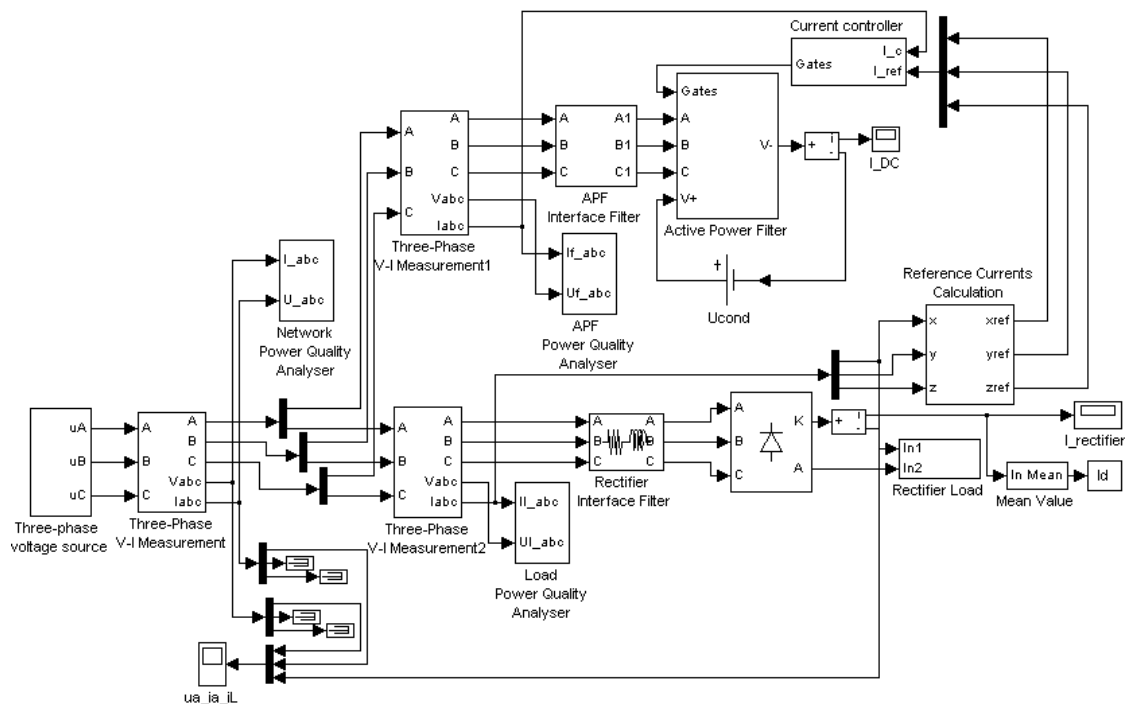 Current controller
I_c
Gates
I_ref
Gates
A
B
C
V+
V-
Active Power Filter
+
i
-
I_DC
+
Ucond
A
B
C
A
B
C
Vabc
Iabc
Three-Phase
V-I Measurement1
A
B
C
A1
B1
C1
APF
Interface Filter
If_abc
Uf_abc
APF
Power Quality
Analyser
I_abc
U_abc
Network
Power Quality
Analyser
Reference Currents
Calculation
x
y
z
xref
yref
zref
uA
uB
uC
Three-phase
voltage source
A
B
C
A
B
C
Vabc
Iabc
Three-Phase
V-I Measurement
A
B
C
A
B
C
Vabc
Iabc
Three-Phase
V-I Measurement2
A
B
C
A
B
C
Rectifier
Interface Filter
A
B
C
K
A
+
i
-
I_rectifier
In1
In2
Rectifier Load
In Mean
Mean Value
Id
Il_abc
Ul_abc
Load
Power Quality
Analyser
ua_ia_iL